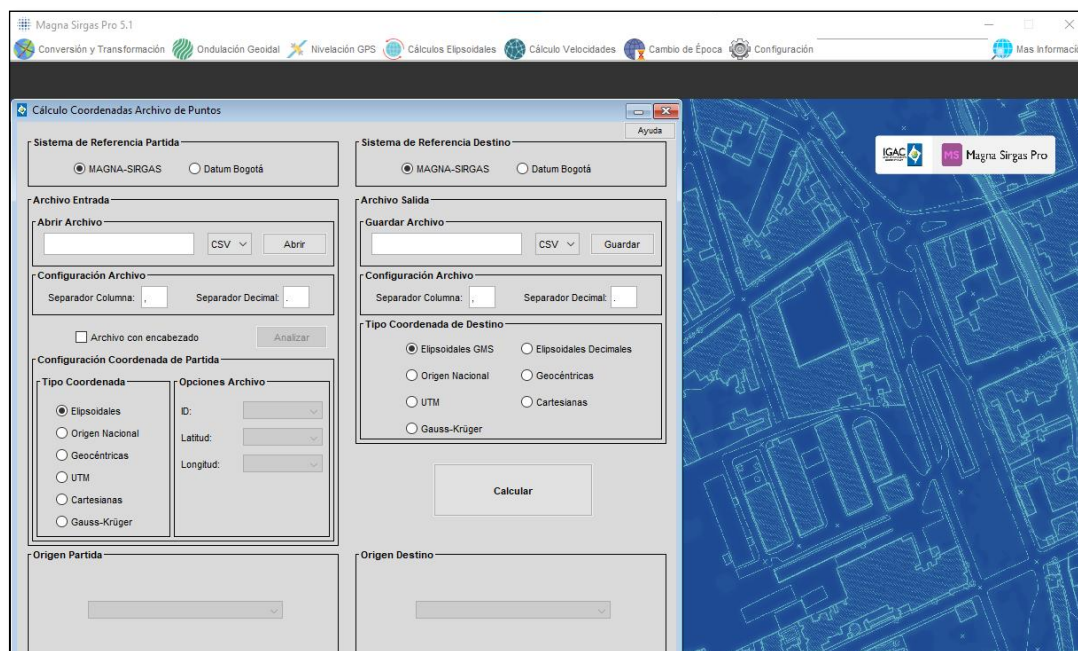 Magna Sirgas Pro 5.1
Conversión y Transformación Ondulación Geoidal Nivelación GPS Cálculos Elipsoidales Cálculo Velocidades Cambio de Época Configuración Mas Informació
Cálculo Coordenadas Archivo de Puntos
Ayuda
Sistema de Referencia Partida
MAGNA-SIRGAS Datum Bogotá
Archivo Entrada
Abrir Archivo
CSV Abrir
Configuración Archivo
Separador Columna: , Separador Decimal: .
Archivo con encabezado Analizar
Configuración Coordenada de Partida
Tipo Coordenada
Elipsoidales
Origen Nacional
Geocéntricas
UTM
Cartesianas
Gauss-Krüger
Opciones Archivo
ID:
Latitud:
Longitud:
Origen Partida
Sistema de Referencia Destino
MAGNA-SIRGAS Datum Bogotá
Archivo Salida
Guardar Archivo
CSV Guardar
Configuración Archivo
Separador Columna: , Separador Decimal: .
Tipo Coordenada de Destino
Elipsoidales GMS Elipsoidales Decimales
Origen Nacional Geocéntricas
UTM Cartesianas
Gauss-Krüger
Calcular
Origen Destino
IGAC
MS Magna Sirgas Pro